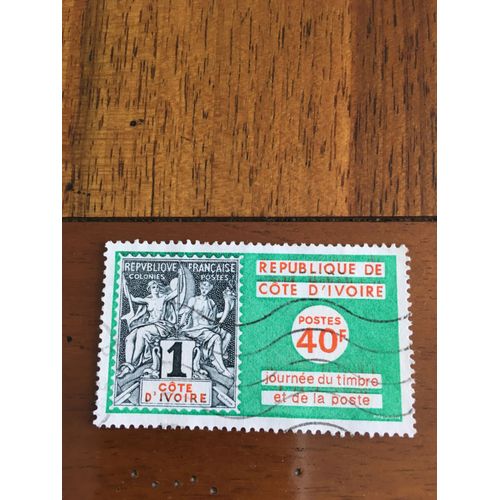 REPVBLIQVE FRANÇAISE
COLONIES POSTES
1
CÔTE
D'IVOIRE
REPUBLIQUE DE
CÔTE D'IVOIRE
POSTES
40F
journée du timbre
et de la poste